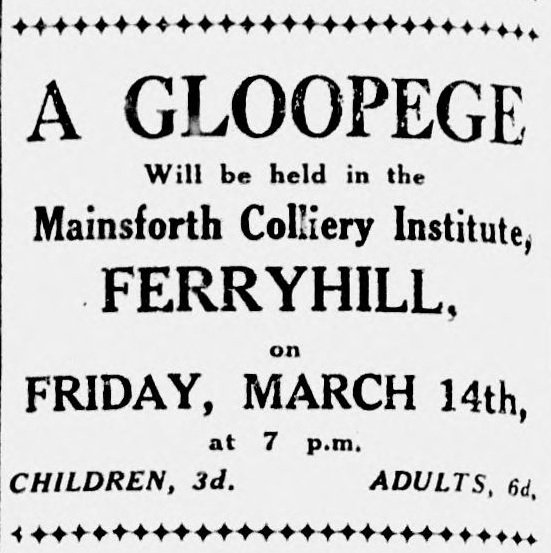 A GLOOPEGE
Will be held in the
Mainsforth Colliery Institute,
FERRYHILL,
on
FRIDAY, MARCH 14th,
at 7 p.m.
CHILDREN, 3d. ADULTS, 6d.